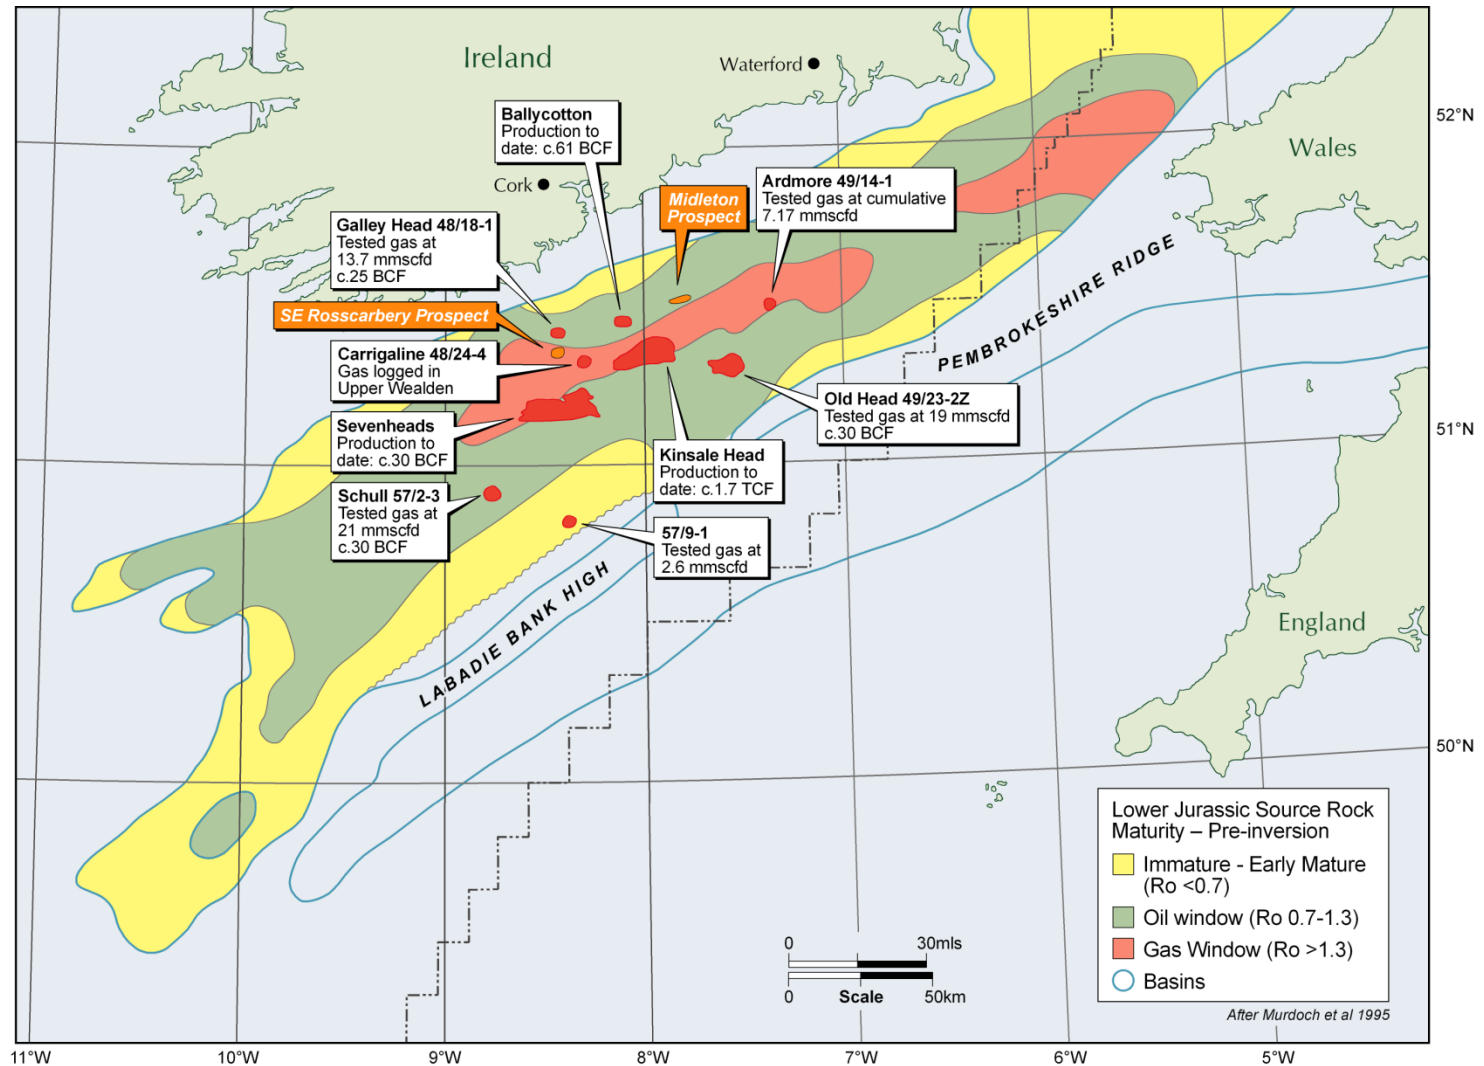 Ireland
Waterford
52°N
Ballycotton
Production to
date: c.61 BCF
Wales
Cork
Ardmore 49/14-1
Tested gas at cumulative
7.17 mmscfd
Midleton
Prospect
Galley Head 48/18-1
Tested gas at
13.7 mmscfd
c.25 BCF
PEMBROKESHIRE RIDGE
SE Rosscarbery Prospect
Carrigaline 48/24-4
Gas logged in
Upper Wealden
Old Head 49/23-2Z
Tested gas at 19 mmscfd
c.30 BCF
51°N
Sevenheads
Production to
date: c.30 BCF
Kinsale Head
Production to
date: c.1.7 TCF
Schull 57/2-3
Tested gas at
21 mmscfd
c.30 BCF
57/9-1
Tested gas at
2.6 mmscfd
LABADIE BANK HIGH
England
50°N
Lower Jurassic Source Rock
Maturity – Pre-inversion
Immature - Early Mature
(Ro <0.7)
Oil window (Ro 0.7-1.3)
Gas Window (Ro >1.3)
Basins
After Murdoch et al 1995
0 30mls
0 Scale 50km
11°W 10°W 9°W 8°W 7°W 6°W 5°W